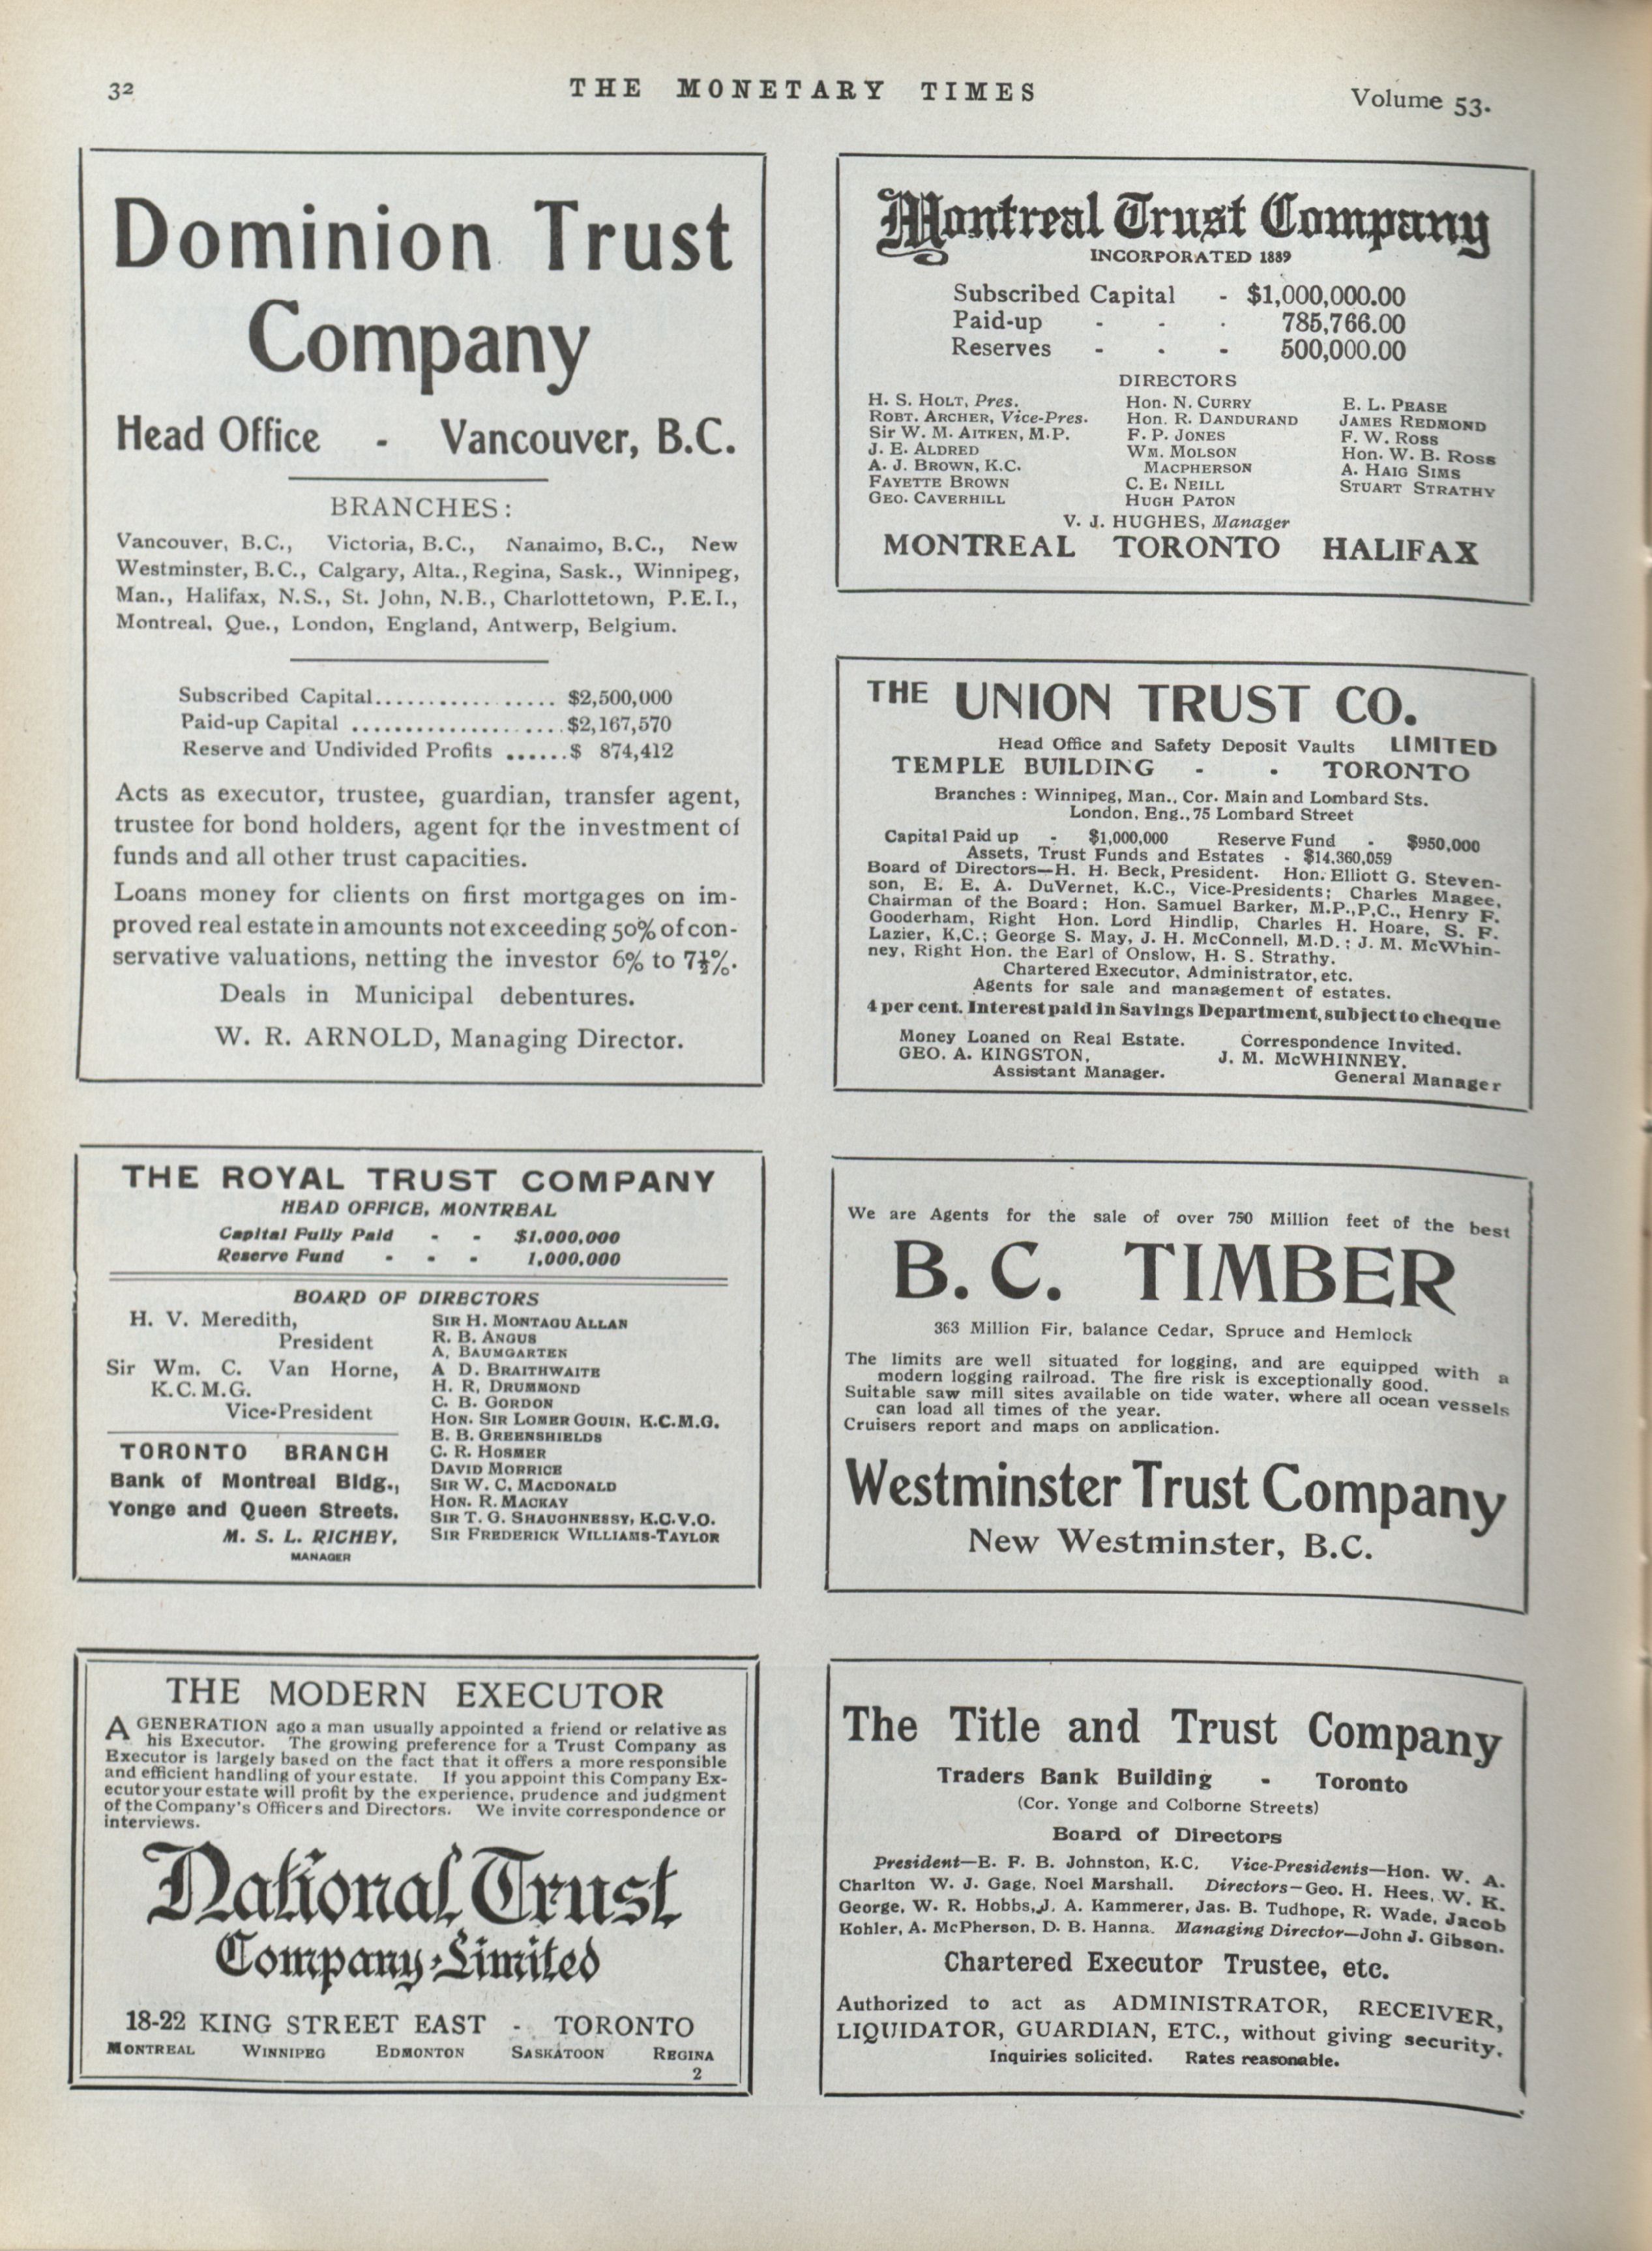 32
THE MONETARY TIMES
Volume 53.
Dominion Trust
Company
Head Office - Vancouver, B.C.
BRANCHES:
Vancouver, B.C., Victoria, B.C., Nanaimo, B.C., New
Westminster, B.C., Calgary, Alta., Regina, Sask., Winnipeg,
Man., Halifax, N.S., St. John, N.B., Charlottetown, P.E.I.,
Montreal, Que., London, England, Antwerp, Belgium.
Subscribed Capital.................. $2,500,000
Paid-up Capital ..................... $2,167,570
Reserve and Undivided Profits ......$ 874,412
Acts as executor, trustee, guardian, transfer agent,
trustee for bond holders, agent for the investment of
funds and all other trust capacities.
Loans money for clients on first mortgages on im-
proved real estate in amounts not exceeding 50% of con-
servative valuations, netting the investor 6% to 7½%.
Deals in Municipal debentures.
W. R. ARNOLD, Managing Director.
THE ROYAL TRUST COMPANY
HEAD OFFICE, MONTREAL
Capital Fully Paid - - $1,000,000
Reserve Fund - - - 1,000,000
BOARD OF DIRECTORS
H. V. Meredith,
President
Sir Wm. C. Van Horne,
K.C.M.G.
Vice-President
TORONTO BRANCH
Bank of Montreal Bldg.,
Yonge and Queen Streets.
M. S. L. RICHEY,
MANAGER
SIR H. MONTAGU ALLAN
R. B. ANGUS
A. BAUMGARTEN
A D. BRAITHWAITE
H. R. DRUMMOND
C. B. GORDON
HON. SIR LOMER GOUIN, K.C.M.G.
E. B. GREENSHIELDS
C. R. HOSMER
DAVID MORRICE
SIR W. C. MACDONALD
HON. R. MACKAY
SIR T. G. SHAUGHNESSY, K.C.V.O.
SIR FREDERICK WILLIAMS-TAYLOR
THE MODERN EXECUTOR
A GENERATION ago a man usually appointed a friend or relative as
his Executor. The growing preference for a Trust Company as
Executor is largely based on the fact that it offers a more responsible
and efficient handling of your estate. If you appoint this Company Ex-
ecutor your estate will profit by the experience, prudence and judgment
of the Company's Officers and Directors. We invite correspondence or
interviews.
National Trust
Company Limited
18-22 KING STREET EAST - TORONTO
MONTREAL WINNIPEG EDMONTON SASKATOON REGINA
2
Montreal Trust Company
INCORPORATED 1889
Subscribed Capital - $1,000,000.00
Paid-up - - - 785,766.00
Reserves - - - 500,000.00
DIRECTORS
H. S. HOLT, Pres.
ROBT. ARCHER, Vice-Pres.
Sir W. M. AITKEN, M.P.
J. E. ALDRED
A. J. BROWN, K.C.
FAYETTE BROWN
GEO. CAVERHILL
Hon. N. CURRY
Hon. R. DANDURAND
F. P. JONES
WM. MOLSON
MACPHERSON
C. E. NEILL
HUGH PATON
E. L. PEASE
JAMES REDMOND
F. W. ROSS
Hon. W. B. ROSS
A. HAIG SIMS
STUART STRATHY
V. J. HUGHES, Manager
MONTREAL TORONTO HALIFAX
THE UNION TRUST CO.
Head Office and Safety Deposit Vaults LIMITED
TEMPLE BUILDING - - TORONTO
Branches : Winnipeg, Man., Cor. Main and Lombard Sts.
London, Eng., 75 Lombard Street
Capital Paid up - $1,000,000 Reserve Fund - $950,000
Assets, Trust Funds and Estates - $14,360,059
Board of Directors—H. H. Beck, President. Hon. Elliott G. Steven-
son, E. E. A. DuVernet, K.C., Vice-Presidents; Charles Magee,
Chairman of the Board; Hon. Samuel Barker, M.P.,P.C., Henry F.
Gooderham, Right Hon. Lord Hindlip, Charles H. Hoare, S. F.
Lazier, K.C.; George S. May, J. H. McConnell, M.D.; J. M. McWhin-
ney, Right Hon. the Earl of Onslow, H. S. Strathy.
Chartered Executor, Administrator, etc.
Agents for sale and management of estates.
4 per cent. Interest paid in Savings Department, subject to cheque
Money Loaned on Real Estate. Correspondence Invited.
GEO. A. KINGSTON, J. M. McWHINNEY,
Assistant Manager. General Manager
We are Agents for the sale of over 750 Million feet of the best
B. C. TIMBER
363 Million Fir, balance Cedar, Spruce and Hemlock
The limits are well situated for logging, and are equipped with a
modern logging railroad. The fire risk is exceptionally good.
Suitable saw mill sites available on tide water, where all ocean vessels
can load all times of the year.
Cruisers report and maps on application.
Westminster Trust Company
New Westminster, B.C.
The Title and Trust Company
Traders Bank Building - Toronto
(Cor. Yonge and Colborne Streets)
Board of Directors
President—E. F. B. Johnston, K.C. Vice-Presidents—Hon. W. A.
Charlton W. J. Gage, Noel Marshall. Directors—Geo. H. Hees, W. K.
George, W. R. Hobbs, J. A. Kammerer, Jas. B. Tudhope, R. Wade, Jacob
Kohler, A. McPherson, D. B. Hanna. Managing Director—John J. Gibson.
Chartered Executor Trustee, etc.
Authorized to act as ADMINISTRATOR, RECEIVER,
LIQUIDATOR, GUARDIAN, ETC., without giving security.
Inquiries solicited. Rates reasonable.